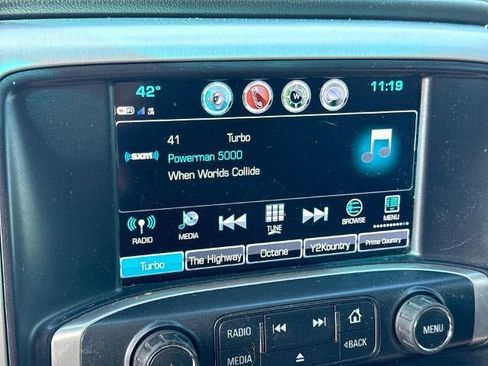 42° 11:19
41 Turbo
((SXM)) Powerman 5000
When Worlds Collide
RADIO MEDIA TUNE BROWSE MENU
Turbo The Highway Octane Y2Kountry Prime Country
RADIO MENU
MEDIA BACK